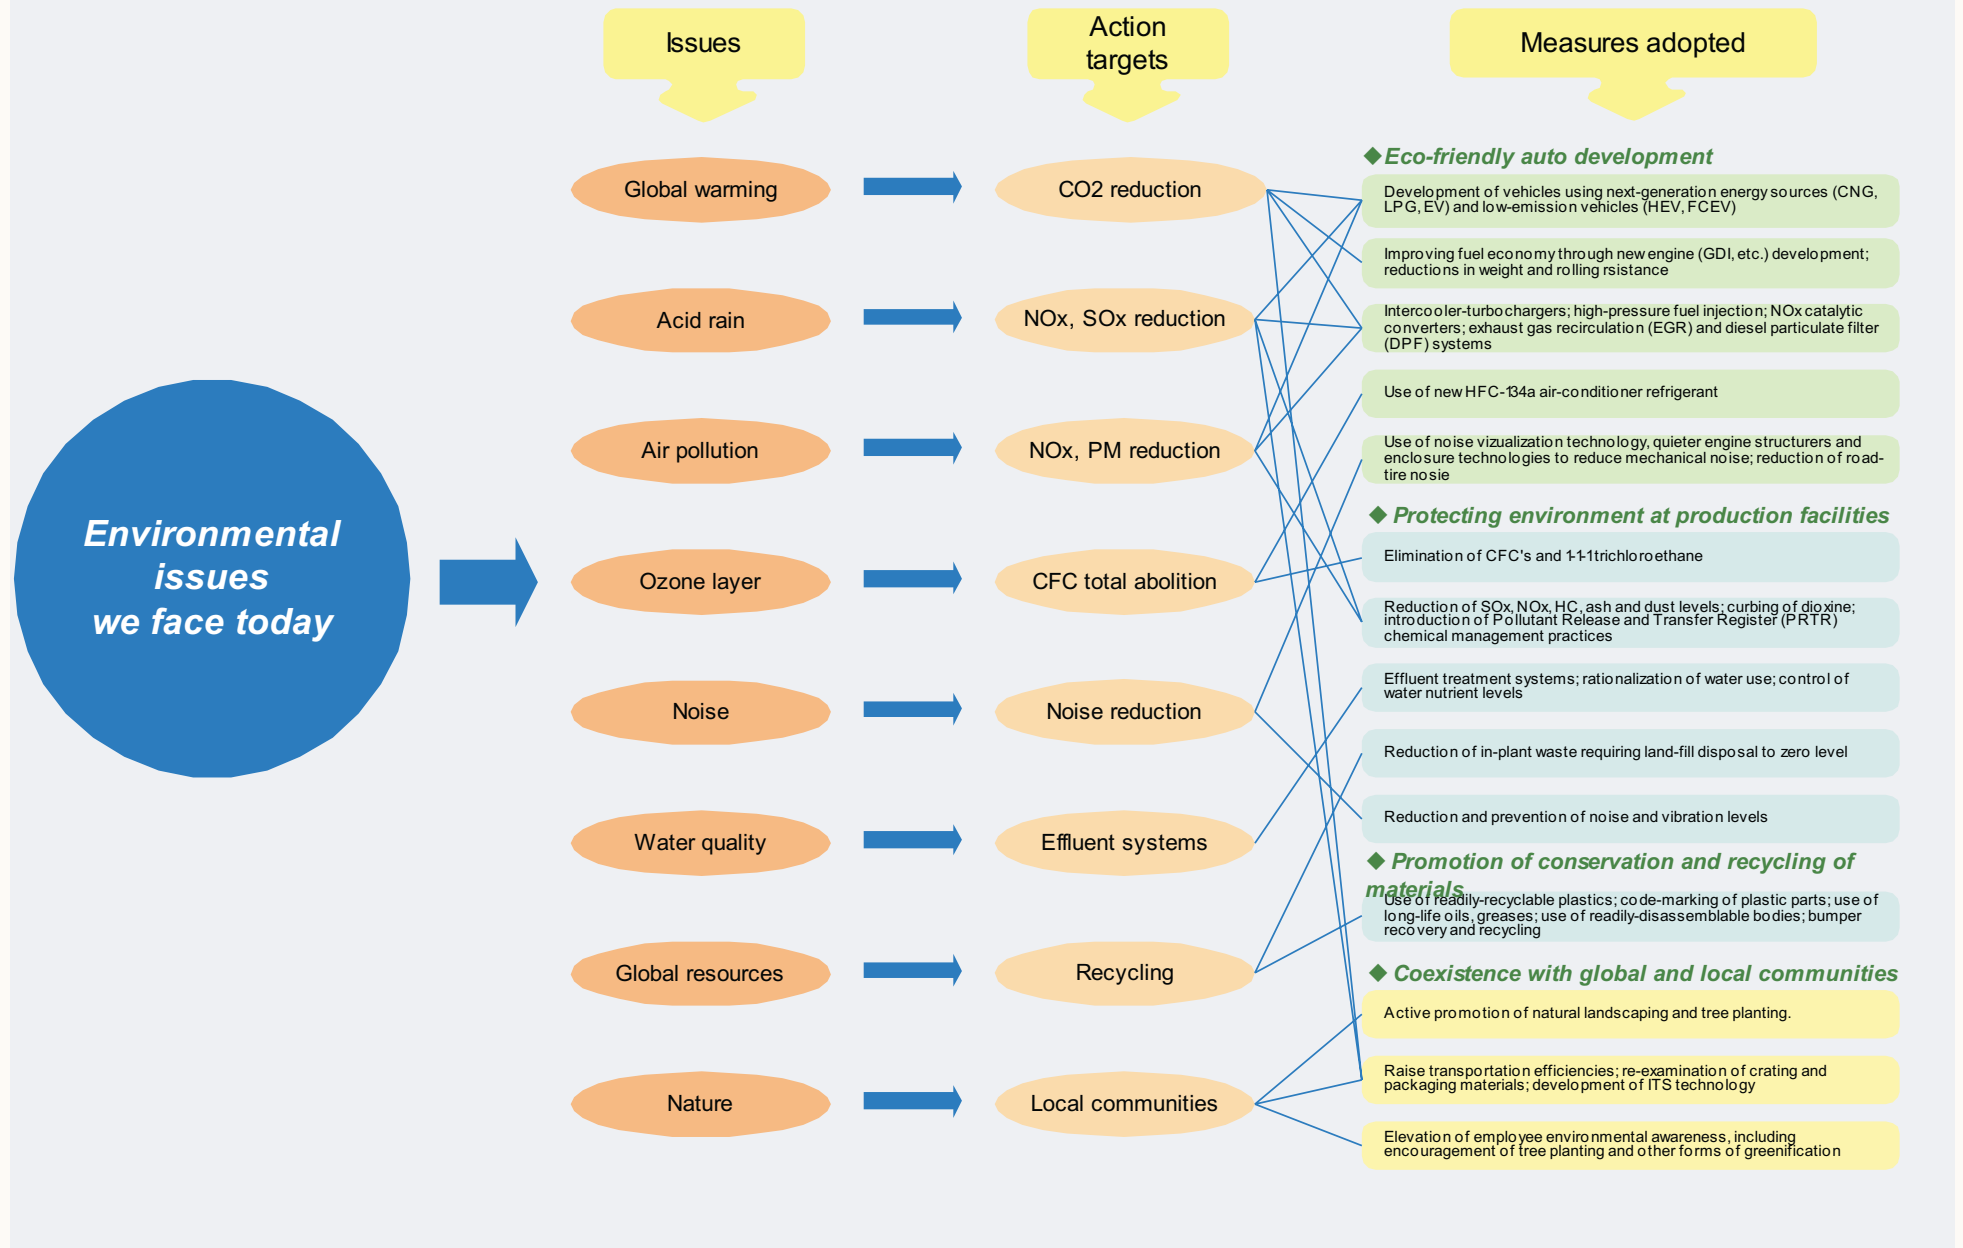 Issues
Action
targets
Measures adopted
Environmental
issues
we face today
Global warming
CO2 reduction
Acid rain
NOx, SOx reduction
Air pollution
NOx, PM reduction
Ozone layer
CFC total abolition
Noise
Noise reduction
Water quality
Effluent systems
Global resources
Recycling
Nature
Local communities
◆Eco-friendly auto development
Development of vehicles using next-generation energy sources (CNG,
LPG, EV) and low-emission vehicles (HEV, FCEV)
Improving fuel economy through new engine (GDI, etc.) development;
reductions in weight and rolling rsistance
Intercooler-turbochargers; high-pressure fuel injection; NOx catalytic
converters; exhaust gas recirculation (EGR) and diesel particulate filter
(DPF) systems
Use of new HFC-134a air-conditioner refrigerant
Use of noise vizualization technology, quieter engine structurers and
enclosure technologies to reduce mechanical noise; reduction of road-
tire nosie
◆ Protecting environment at production facilities
Elimination of CFC's and 1-1-1 trichloroethane
Reduction of SOx, NOx, HC, ash and dust levels; curbing of dioxine;
introduction of Pollutant Release and Transfer Register (PRTR)
chemical management practices
Effluent treatment systems; rationalization of water use; control of
water nutrient levels
Reduction of in-plant waste requiring land-fill disposal to zero level
Reduction and prevention of noise and vibration levels
◆ Promotion of conservation and recycling of
materials
Use of readily-recyclable plastics; code-marking of plastic parts; use of
long-life oils, greases; use of readily-disassemblable bodies; bumper
recovery and recycling
◆ Coexistence with global and local communities
Active promotion of natural landscaping and tree planting.
Raise transportation efficiencies; re-examination of crating and
packaging materials; development of ITS technology
Elevation of employee environmental awareness, including
encouragement of tree planting and other forms of greenification